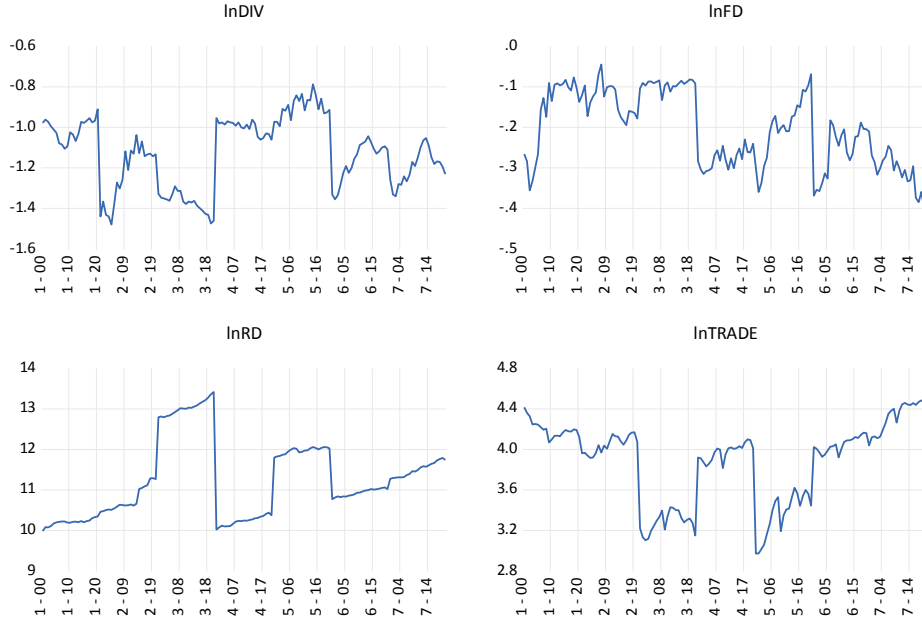 lnDIV
-0.6
-0.8
-1.0
-1.2
-1.4
-1.6
1 - 00
1 - 10
1 - 20
2 - 09
2 - 19
3 - 08
3 - 18
4 - 07
4 - 17
5 - 06
5 - 16
6 - 05
6 - 15
7 - 04
7 - 14
lnFD
.0
-.1
-.2
-.3
-.4
-.5
1 - 00
1 - 10
1 - 20
2 - 09
2 - 19
3 - 08
3 - 18
4 - 07
4 - 17
5 - 06
5 - 16
6 - 05
6 - 15
7 - 04
7 - 14
lnRD
14
13
12
11
10
9
1 - 00
1 - 10
1 - 20
2 - 09
2 - 19
3 - 08
3 - 18
4 - 07
4 - 17
5 - 06
5 - 16
6 - 05
6 - 15
7 - 04
7 - 14
lnTRADE
4.8
4.4
4.0
3.6
3.2
2.8
1 - 00
1 - 10
1 - 20
2 - 09
2 - 19
3 - 08
3 - 18
4 - 07
4 - 17
5 - 06
5 - 16
6 - 05
6 - 15
7 - 04
7 - 14